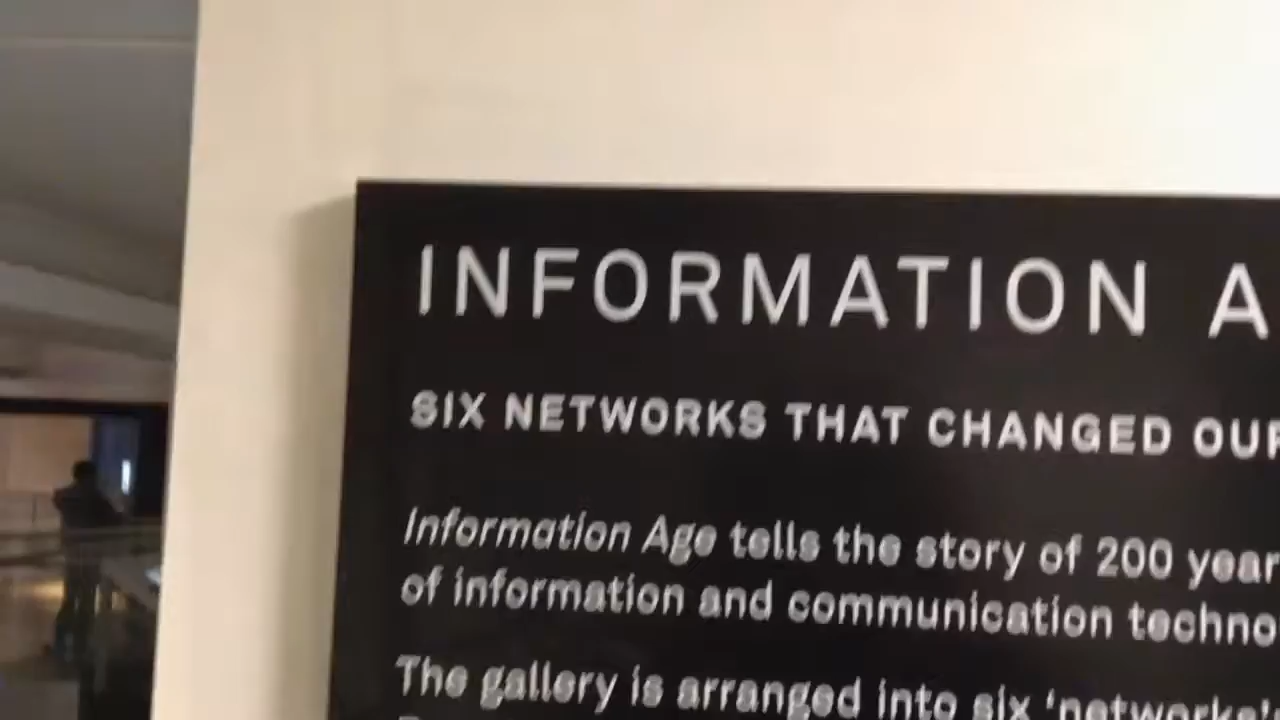 INFORMATION A
SIX NETWORKS THAT CHANGED OUR
Information Age tells the story of 200 year
of information and communication techno
The gallery is arranged into six 'networks'